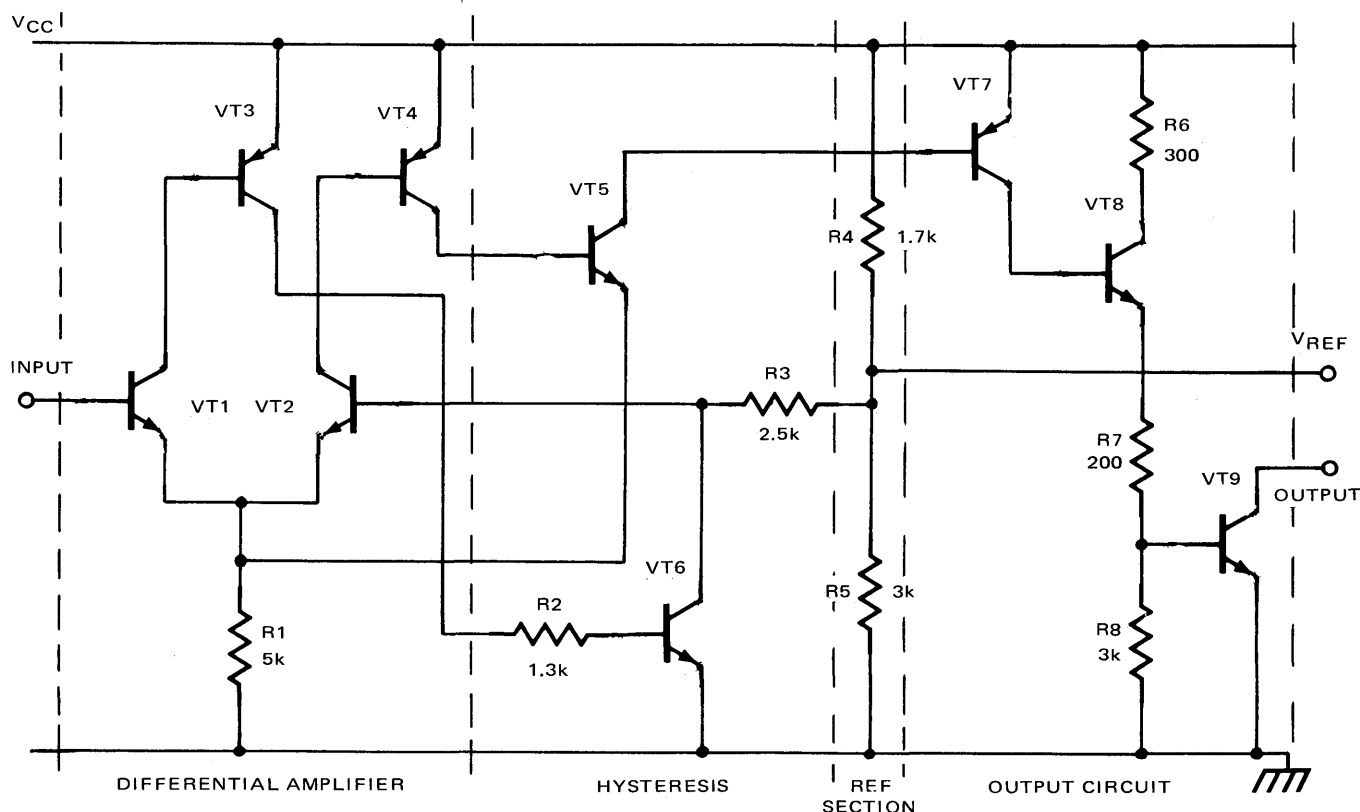 VCC
VT3
VT4
VT5
VT7
R6
300
VT8
R4
1.7k
INPUT
VT1
VT2
R3
2.5k
VREF
R7
200
VT9
OUTPUT
VT6
R1
5k
R2
1.3k
R5
3k
R8
3k
DIFFERENTIAL AMPLIFIER
HYSTERESIS
REF
SECTION
OUTPUT CIRCUIT